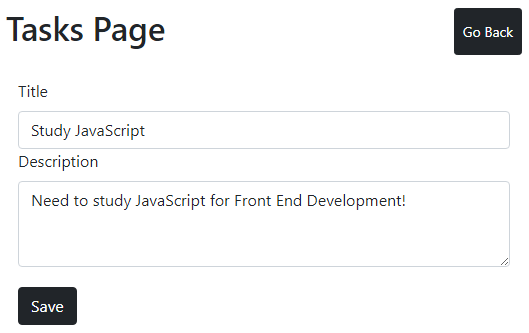 Tasks Page
Go Back
Title
Study JavaScript
Description
Need to study JavaScript for Front End Development!
Save